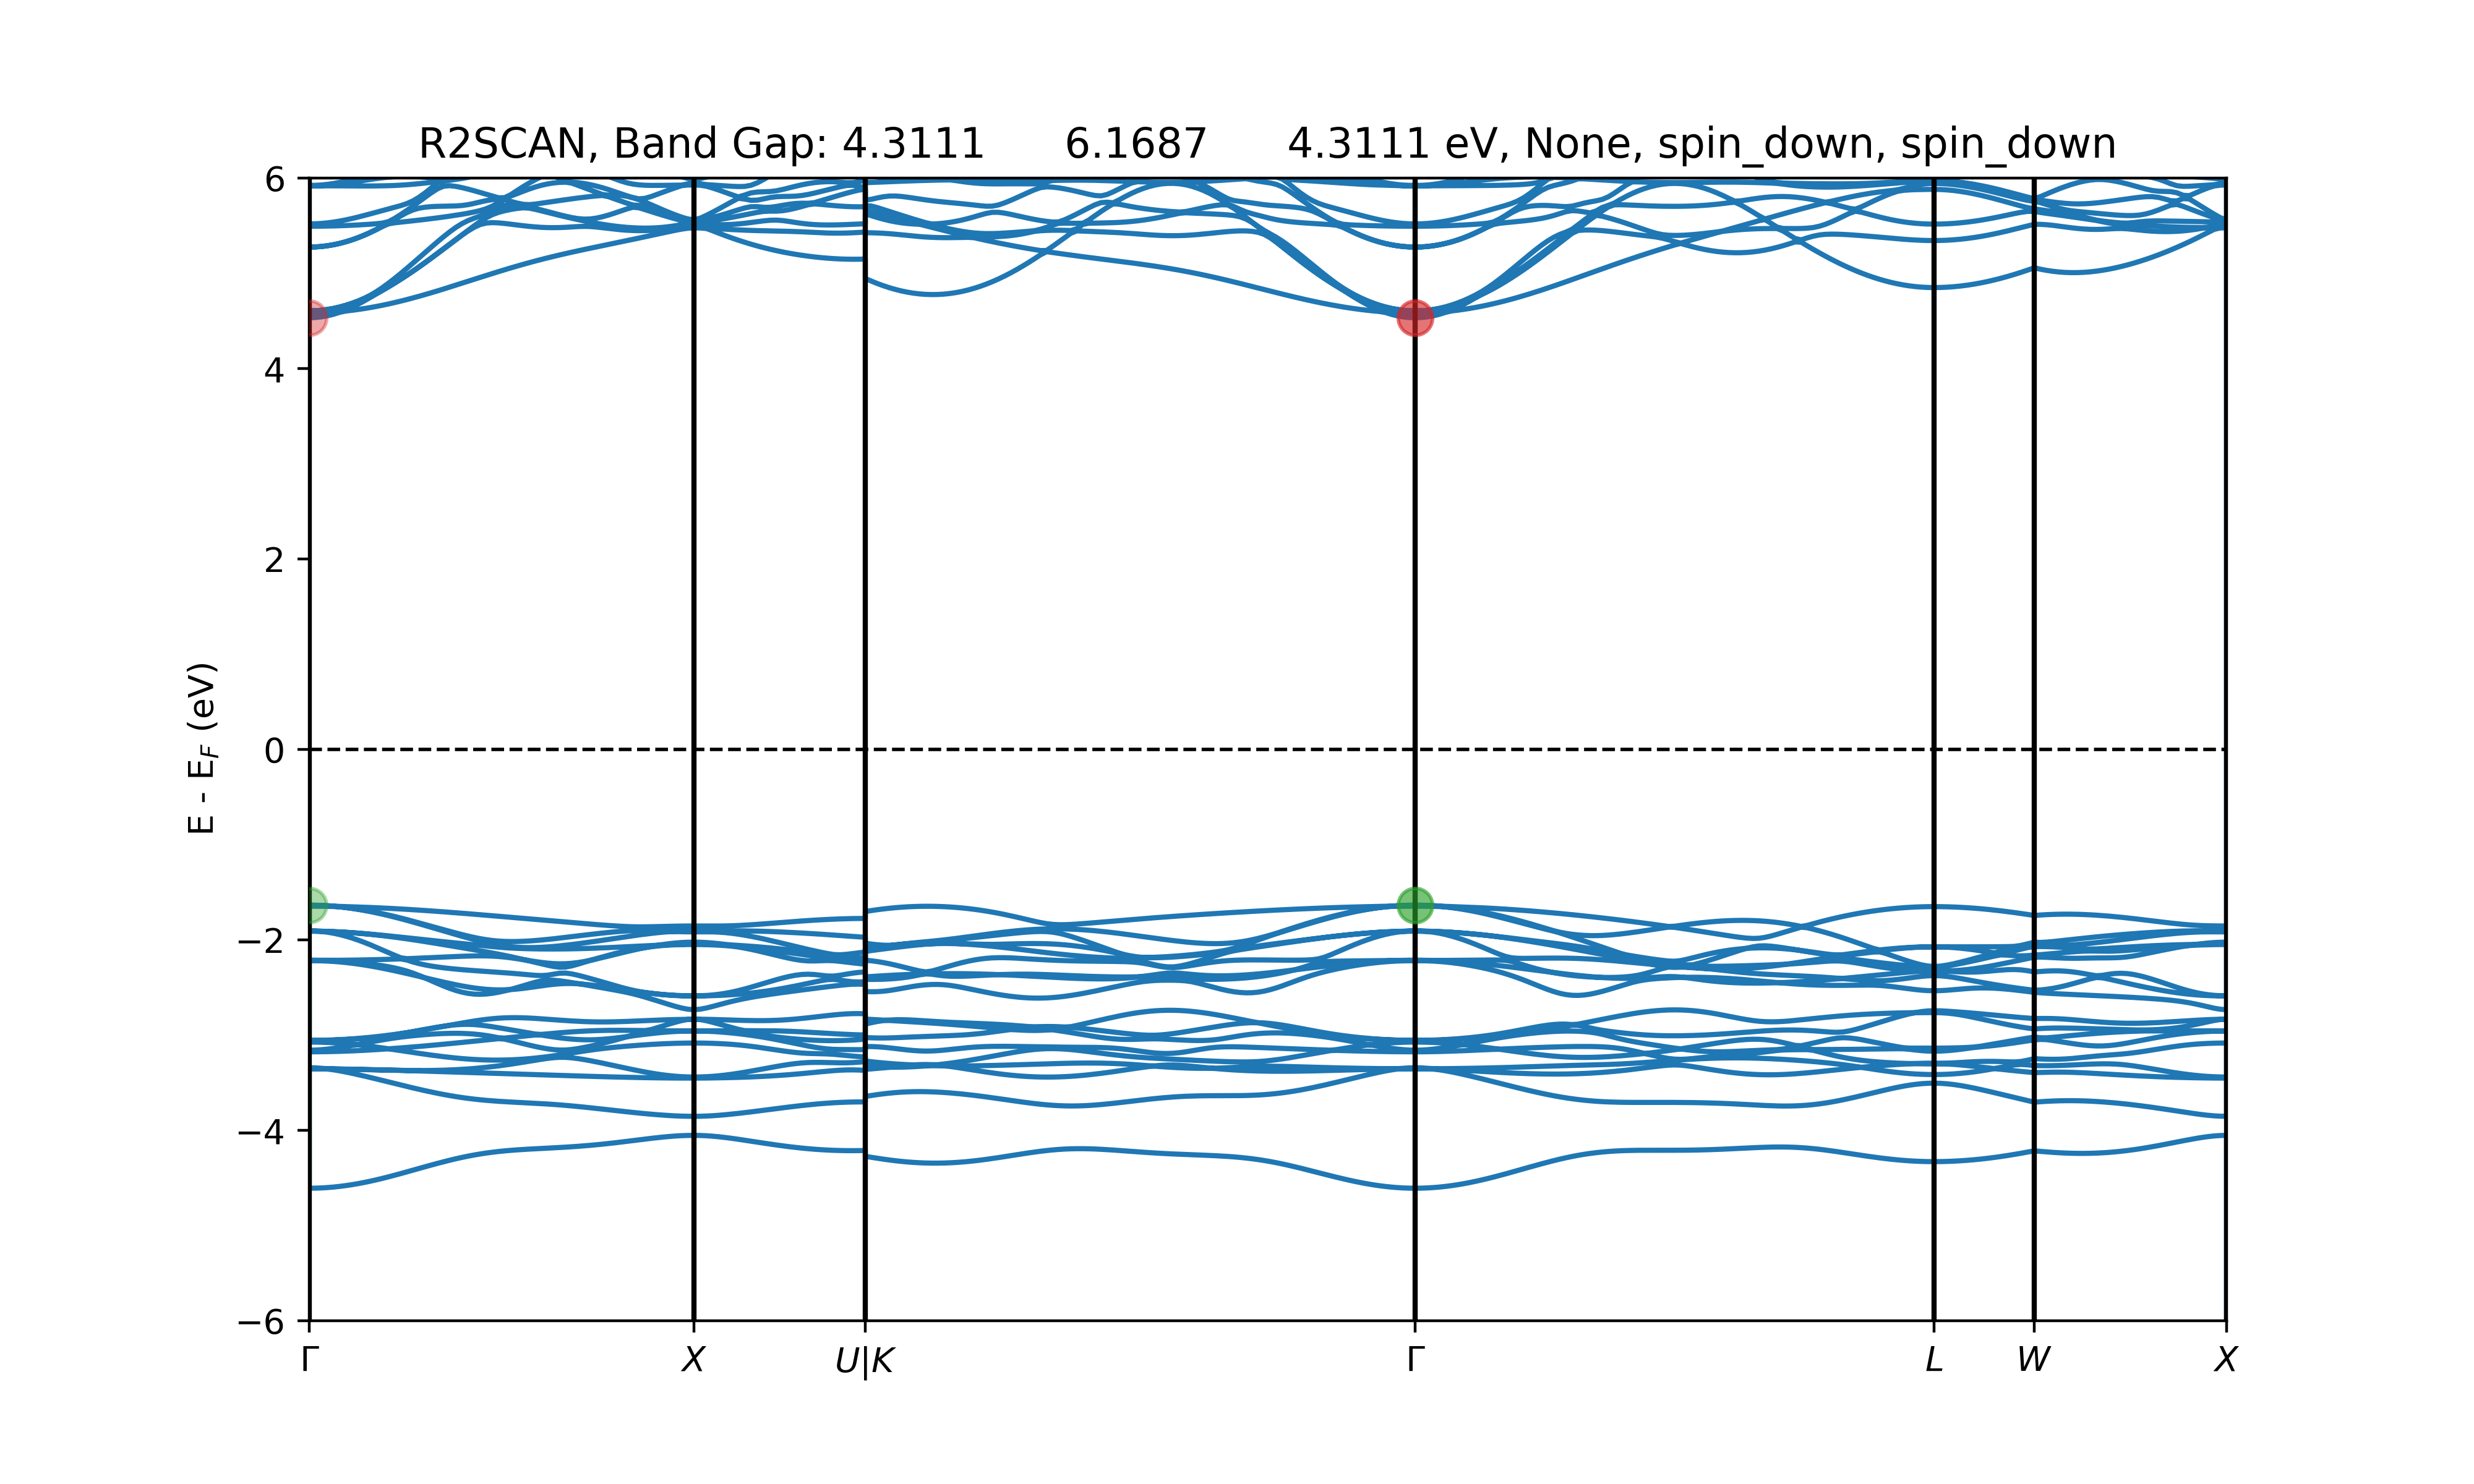 R2SCAN, Band Gap: 4.3111 6.1687 4.3111 eV, None, spin_down, spin_down
6
4
2
0
−2
−4
−6
E - E_F (eV)
Γ X U|K Γ L W X